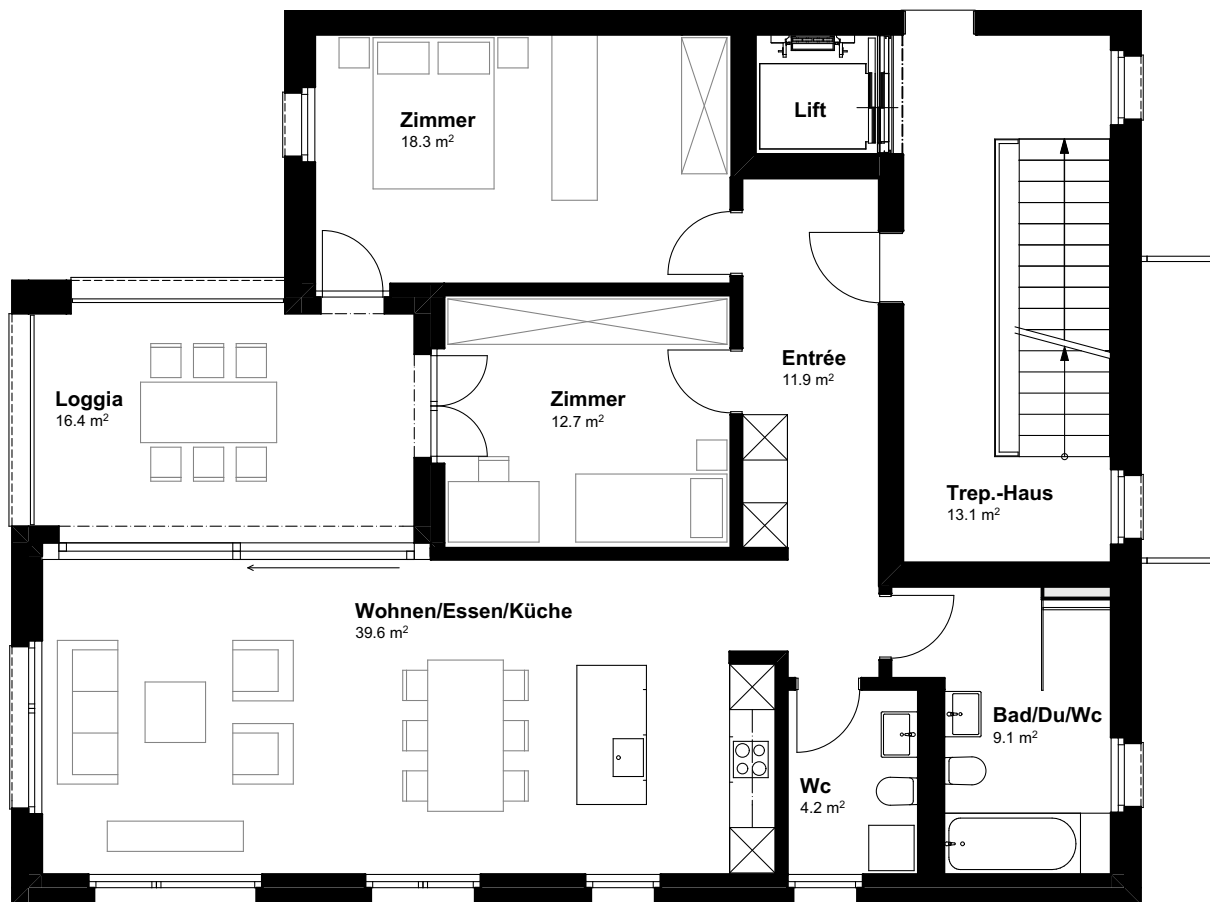 Lift
Zimmer
18.3 m²
Entrée
11.9 m²
Loggia
16.4 m²
Zimmer
12.7 m²
Trep.-Haus
13.1 m²
Wohnen/Essen/Küche
39.6 m²
Bad/Du/Wc
9.1 m²
Wc
4.2 m²